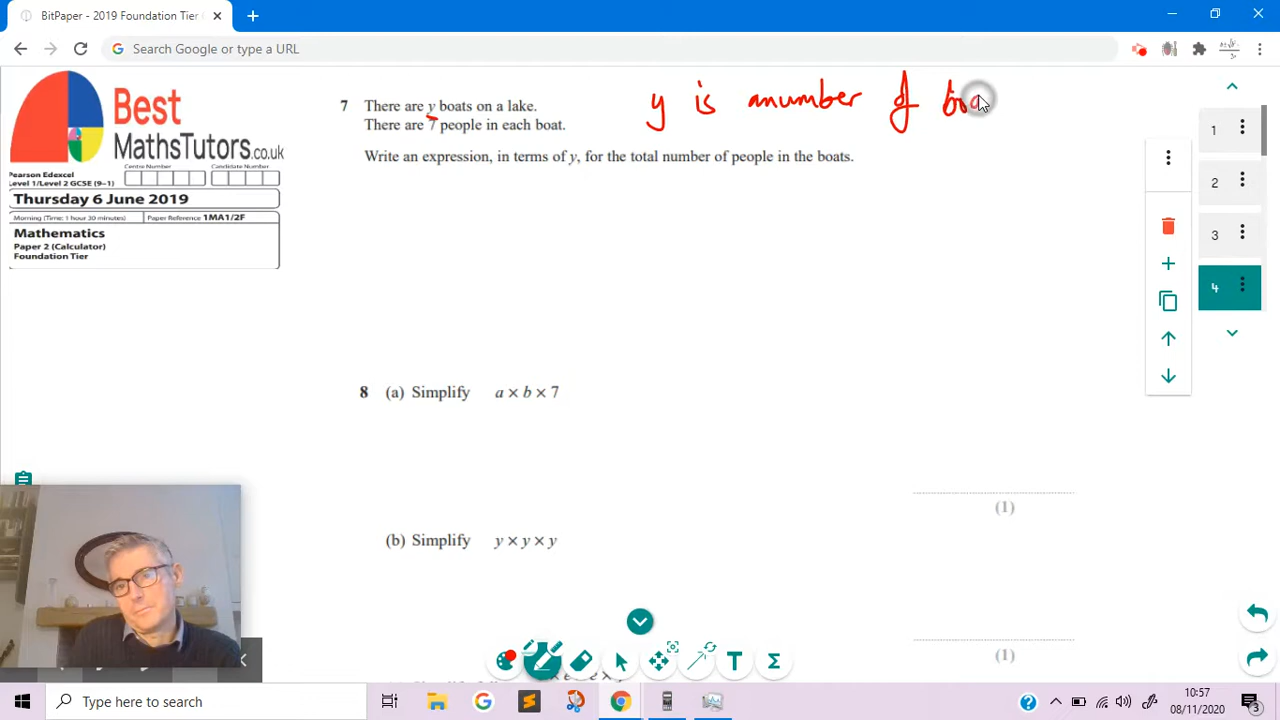 BitPaper - 2019 Foundation Tier
Search Google or type a URL
Best
MathsTutors.co.uk
Centre Number
Candidate Number
Pearson Edexcel
Level 1/Level 2 GCSE (9–1)
Thursday 6 June 2019
Morning (Time: 1 hour 30 minutes)
Paper Reference 1MA1/2F
Mathematics
Paper 2 (Calculator)
Foundation Tier
7 There are y boats on a lake.
There are 7 people in each boat.
Write an expression, in terms of y, for the total number of people in the boats.
y is anumber of boa
8 (a) Simplify a × b × 7
(1)
(b) Simplify y × y × y
(1)
1
2
3
4
T
Σ
Type here to search
10:57
08/11/2020
3